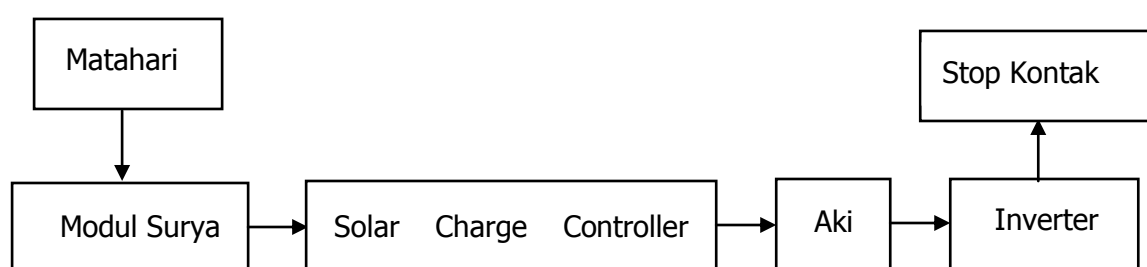 Matahari
Stop Kontak
Modul Surya
Solar Charge Controller
Aki
Inverter